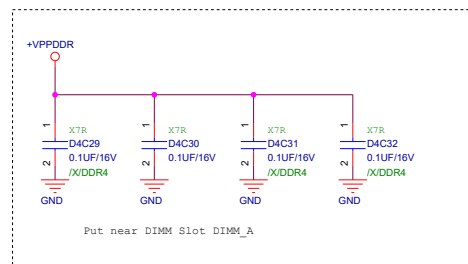 +VPPDDR
1 X7R 1 X7R 1 X7R 1 X7R
D4C29 D4C30 D4C31 D4C32
2 0.1UF/16V 2 0.1UF/16V 2 0.1UF/16V 2 0.1UF/16V
/X/DDR4 /X/DDR4 /X/DDR4 /X/DDR4
GND GND GND GND
Put near DIMM Slot DIMM_A